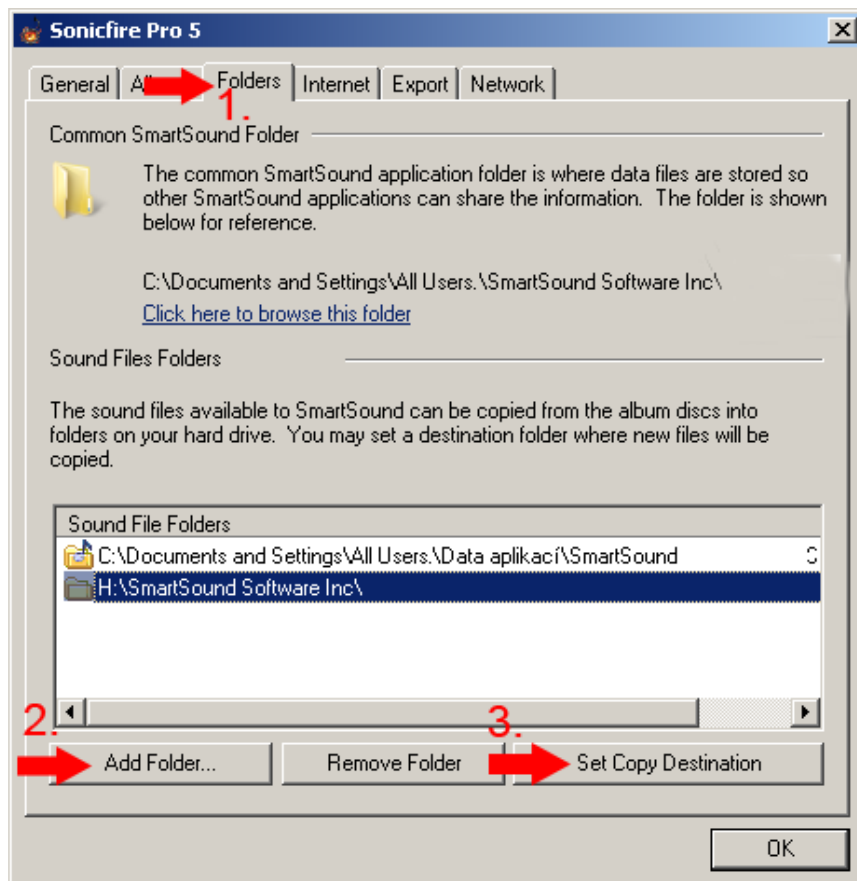 Sonicfire Pro 5
General Folders Internet Export Network
1.
Common SmartSound Folder
The common SmartSound application folder is where data files are stored so
other SmartSound applications can share the information. The folder is shown
below for reference.
C:\Documents and Settings\All Users.\SmartSound Software Inc\
Click here to browse this folder
Sound Files Folders
The sound files available to SmartSound can be copied from the album discs into
folders on your hard drive. You may set a destination folder where new files will be
copied.
Sound File Folders
C:\Documents and Settings\All Users.\Data aplikací\SmartSound
H:\SmartSound Software Inc\
2. 3.
Add Folder... Remove Folder Set Copy Destination
OK